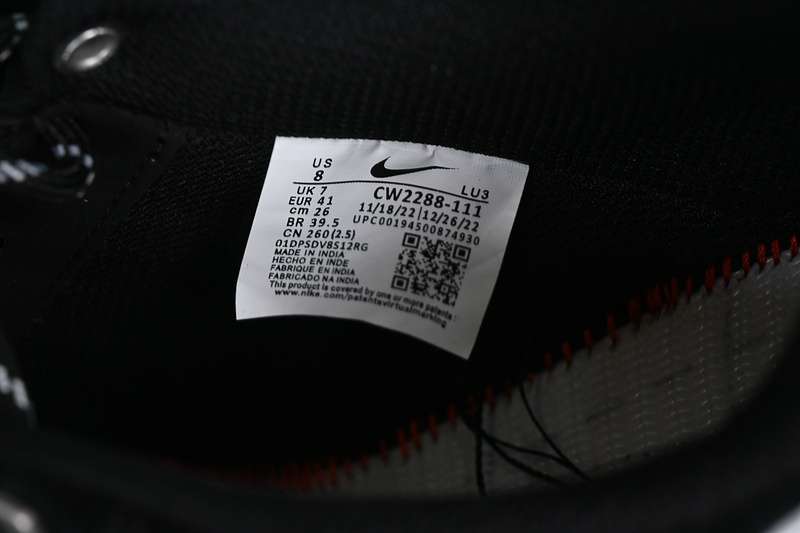 US
8
LU3
UK 7
CW2288-111
EUR 41
11/18/22 | 12/26/22
cm 26
UPC00194500874930
BR 39.5
CN 260 (2.5)
01DPSDV8S12RG
MADE IN INDIA
HECHO EN INDE
FABRIQUE EN INDIA
FABRICADO NA INDIA
This product is covered by one or more patents :
www.nike.com/patentsvirtualmarking